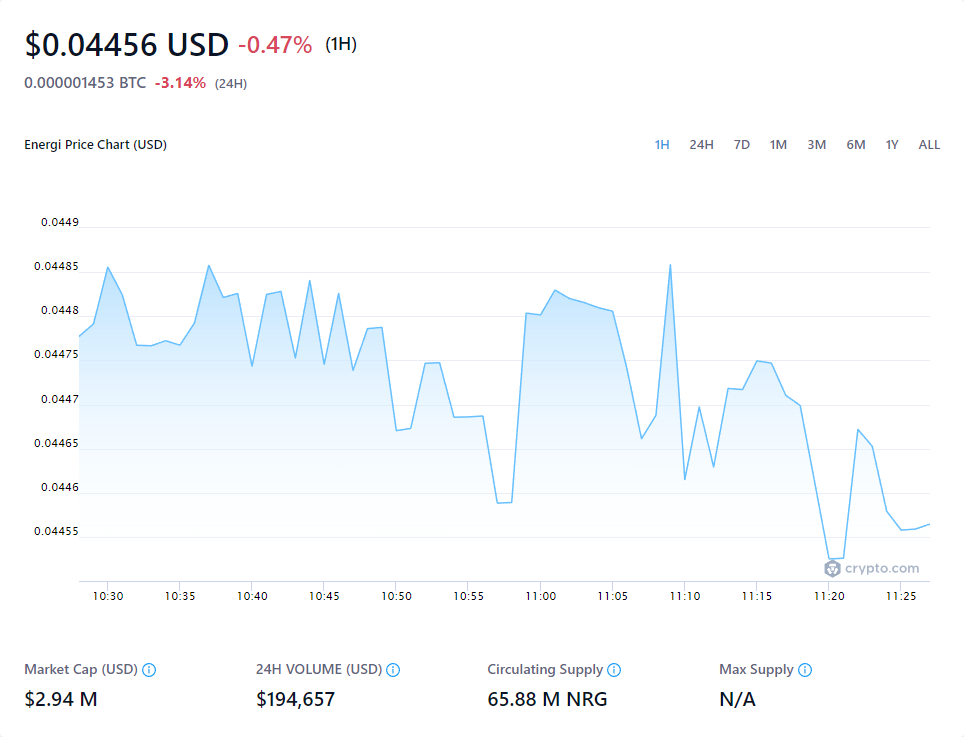 $0.04456 USD -0.47% (1H)
0.000001453 BTC -3.14% (24H)
Energi Price Chart (USD) 1H 24H 7D 1M 3M 6M 1Y ALL
0.0449
0.04485
0.0448
0.04475
0.0447
0.04465
0.0446
0.04455
crypto.com
10:30 10:35 10:40 10:45 10:50 10:55 11:00 11:05 11:10 11:15 11:20 11:25
Market Cap (USD) 24H VOLUME (USD) Circulating Supply Max Supply
$2.94 M $194,657 65.88 M NRG N/A